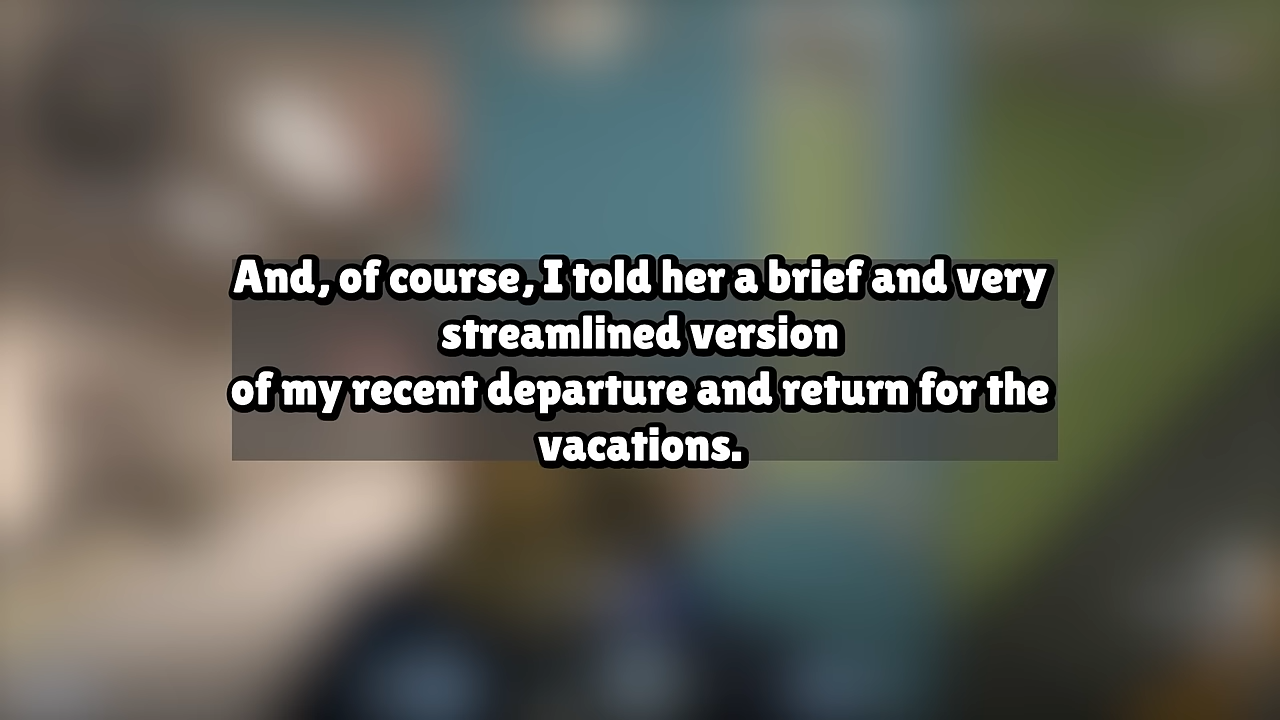 And, of course, I told her a brief and very
streamlined version
of my recent departure and return for the
vacations.